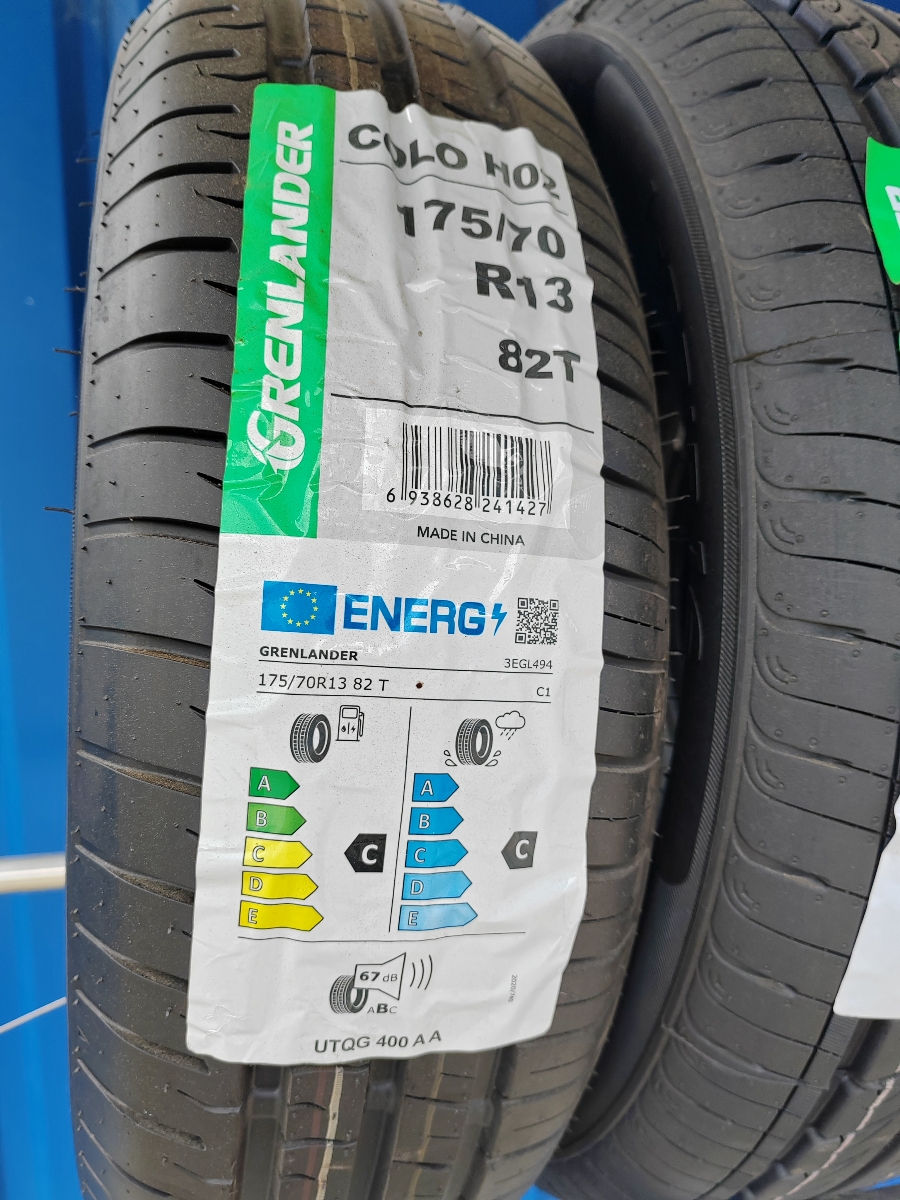 GRENLANDER
COLO H02
175/70
R13
82T
6 938628 241427
MADE IN CHINA
ENERG
GRENLANDER 3EGL494
175/70R13 82 T C1
A A
B B
C C C C
D D
E E
67 dB
ABC
UTQG 400 A A